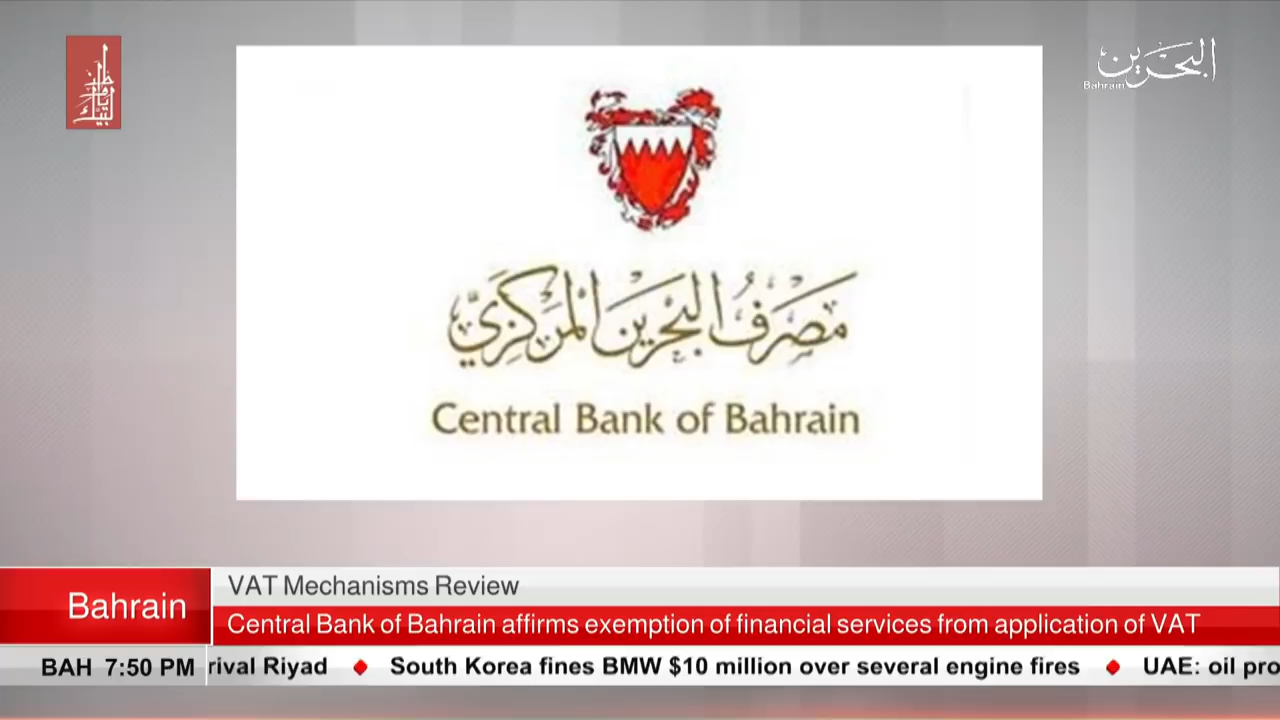 البحرين
Bahrain
مصرف البحرين المركزي
Central Bank of Bahrain
Bahrain
VAT Mechanisms Review
Central Bank of Bahrain affirms exemption of financial services from application of VAT
BAH 7:50 PM rival Riyad ◆ South Korea fines BMW $10 million over several engine fires ◆ UAE: oil pro